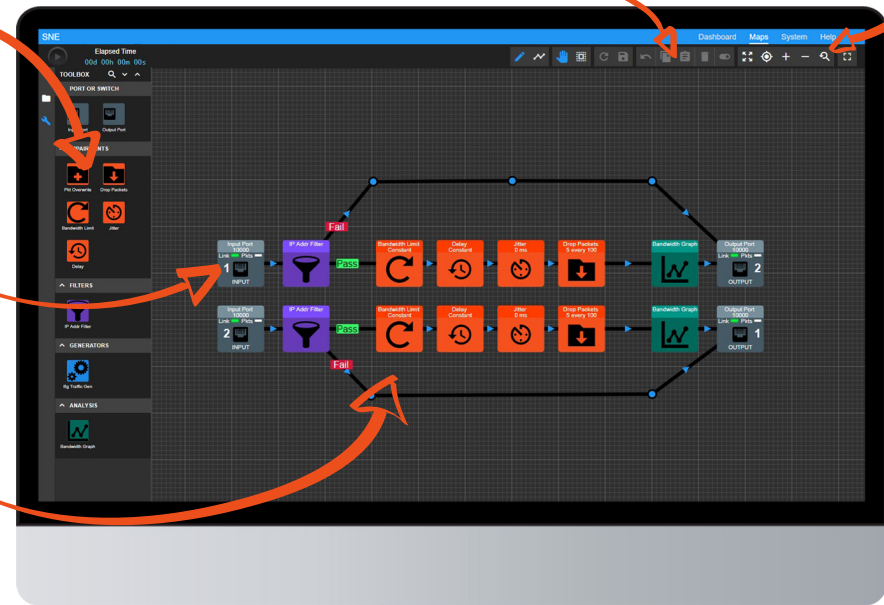 SNE
Dashboard Maps System Help
Elapsed Time
00d 00h 00m 00s
TOOLBOX
PORT OR SWITCH
Output Port
Pkt Overwrite Drop Packets
Bandwidth Limit Jitter
Delay
FILTERS
IP Addr Filter
GENERATORS
Bg Traffic Gen.
ANALYSIS
Bandwidth Graph
Fail
Input Port
10000
Link Pkts
1
INPUT
IP Addr Filter
Pass
Bandwidth Limit
Constant
Delay
Constant
Jitter
0 ms
Drop Packets
5 every 100
Bandwidth Graph
Output Port
10000
Link Pkts
2
OUTPUT
Input Port
10000
Link Pkts
2
INPUT
IP Addr Filter
Pass
Bandwidth Limit
Constant
Delay
Constant
Jitter
0 ms
Drop Packets
5 every 100
Bandwidth Graph
Output Port
10000
Link Pkts
1
OUTPUT
Fail